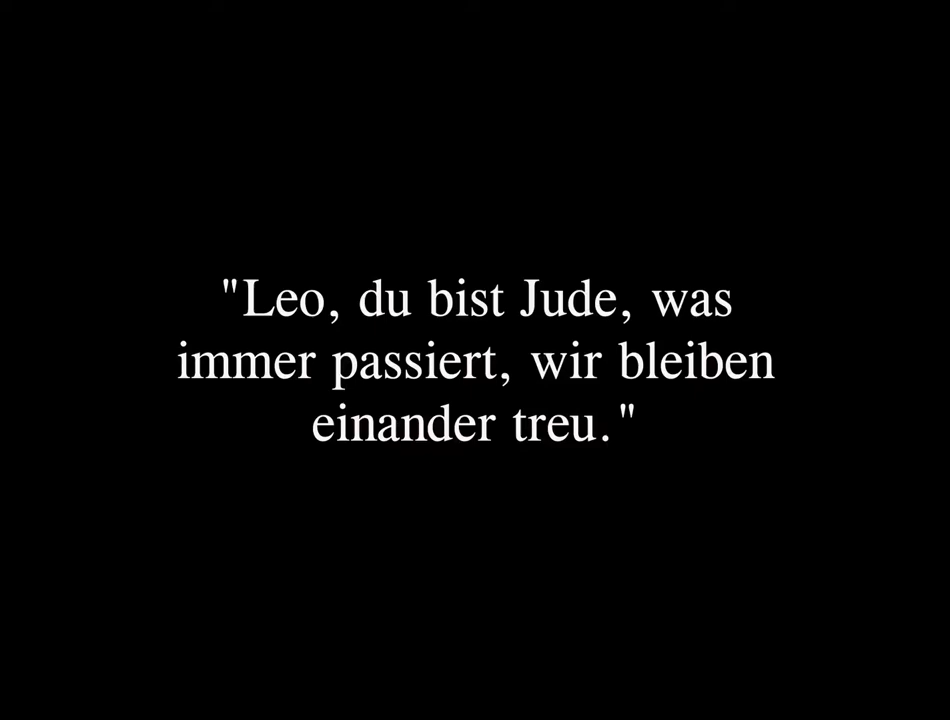 "Leo, du bist Jude, was
immer passiert, wir bleiben
einander treu."